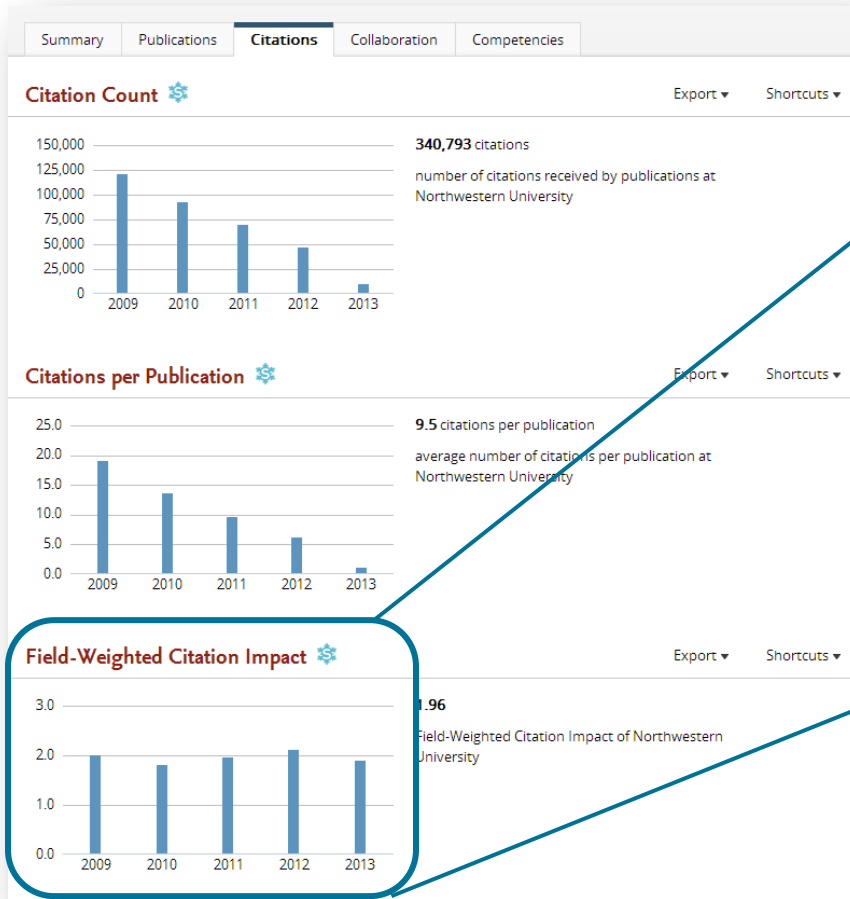 Summary Publications Citations Collaboration Competencies
Citation Count
Export Shortcuts
150,000
125,000
100,000
75,000
50,000
25,000
0
2009 2010 2011 2012 2013
340,793 citations
number of citations received by publications at
Northwestern University
Citations per Publication
Export Shortcuts
25.0
20.0
15.0
10.0
5.0
0.0
2009 2010 2011 2012 2013
9.5 citations per publication
average number of citations per publication at
Northwestern University
Field-Weighted Citation Impact
Export Shortcuts
3.0
2.0
1.0
0.0
2009 2010 2011 2012 2013
1.96
Field-Weighted Citation Impact of Northwestern
University